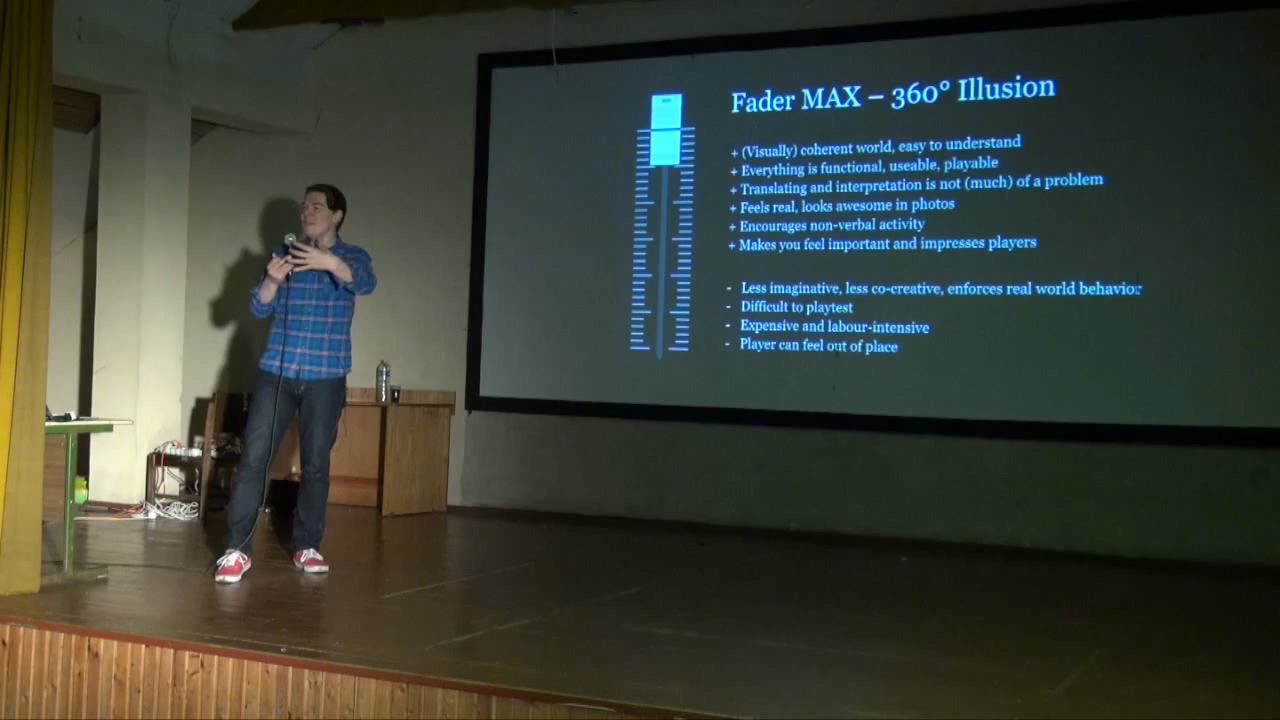 Fader MAX – 360° Illusion
+ (Visually) coherent world, easy to understand
+ Everything is functional, useable, playable
+ Translating and interpretation is not (much) of a problem
+ Feels real, looks awesome in photos
+ Encourages non-verbal activity
+ Makes you feel important and impresses players
- Less imaginative, less co-creative, enforces real world behavior
- Difficult to playtest
- Expensive and labour-intensive
- Player can feel out of place